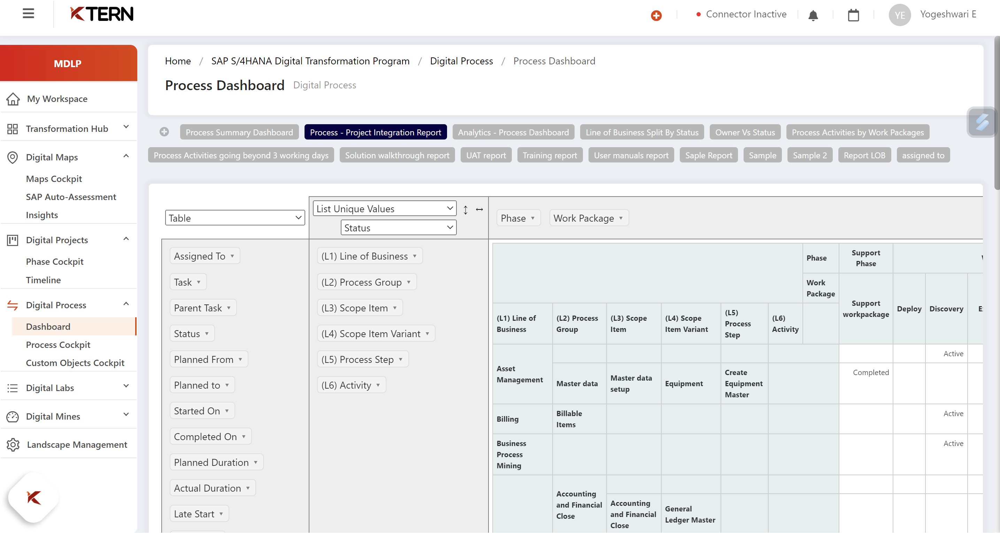 KTERN
Connector Inactive
YE
Yogeshwari E
MDLP
My Workspace
Transformation Hub
Digital Maps
Maps Cockpit
SAP Auto-Assessment
Insights
Digital Projects
Phase Cockpit
Timeline
Digital Process
Dashboard
Process Cockpit
Custom Objects Cockpit
Digital Labs
Digital Mines
Landscape Management
Home / SAP S/4HANA Digital Transformation Program / Digital Process / Process Dashboard
Process Dashboard Digital Process
Process Summary Dashboard
Process - Project Integration Report
Analytics - Process Dashboard
Line of Business Split By Status
Owner Vs Status
Process Activities by Work Packages
Process Activities going beyond 3 working days
Solution walkthrough report
UAT report
Training report
User manuals report
Saple Report
Sample
Sample 2
Report LOB
assigned to
Table
List Unique Values
Status
Phase
Work Package
Assigned To
Task
Parent Task
Status
Planned From
Planned to
Started On
Completed On
Planned Duration
Actual Duration
Late Start
(L1) Line of Business
(L2) Process Group
(L3) Scope Item
(L4) Scope Item Variant
(L5) Process Step
(L6) Activity
Phase
Support
Phase
Work
Package
Support
workpackage
Deploy
Discovery
(L1) Line of
Business
(L2) Process
Group
(L3) Scope
Item
(L4) Scope
Item Variant
(L5)
Process
Step
(L6)
Activity
Asset
Management
Active
Master data
Master data
setup
Equipment
Create
Equipment
Master
Completed
Billing
Billable
Items
Active
Business
Process
Mining
Active
Accounting
and Financial
Close
Accounting
and Financial
Close
General
Ledger Master